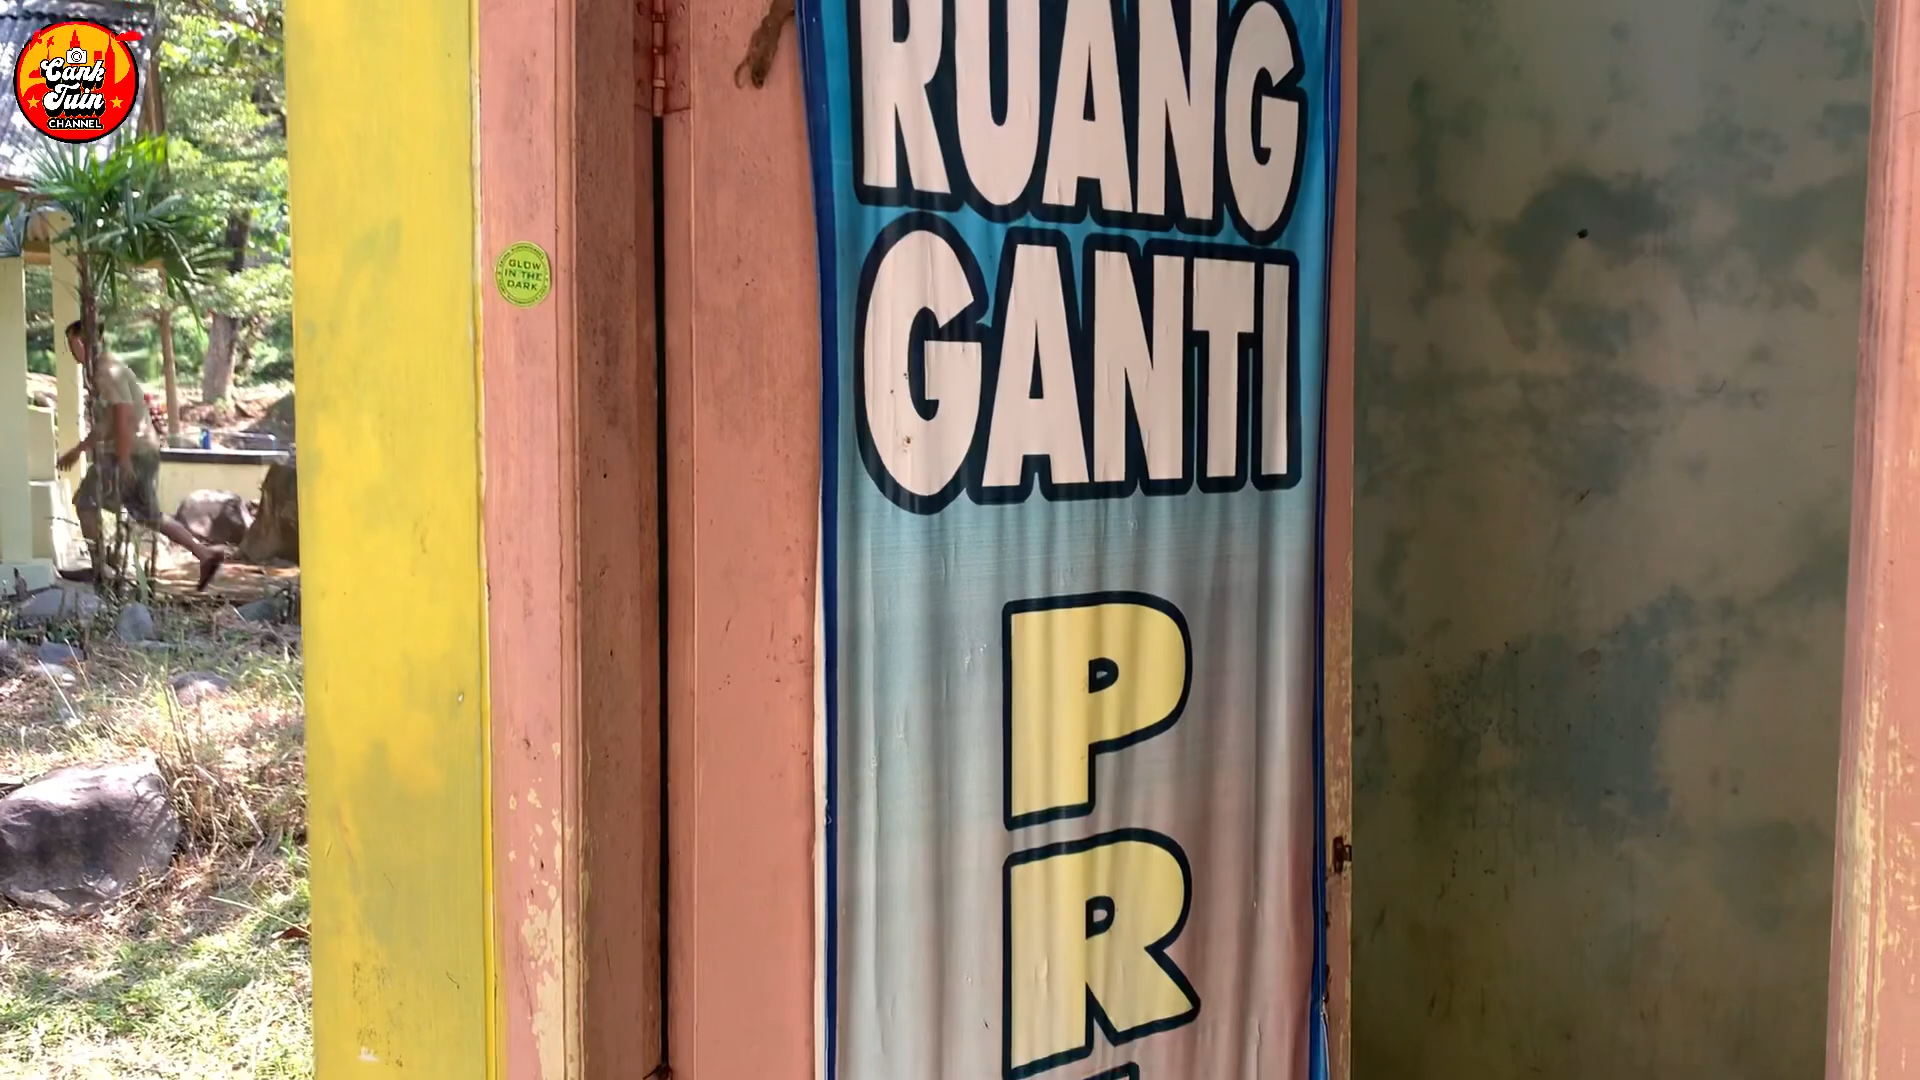 Cank
Tuin
CHANNEL
GLOW
IN THE
DARK
RUANG
GANTI
P
R